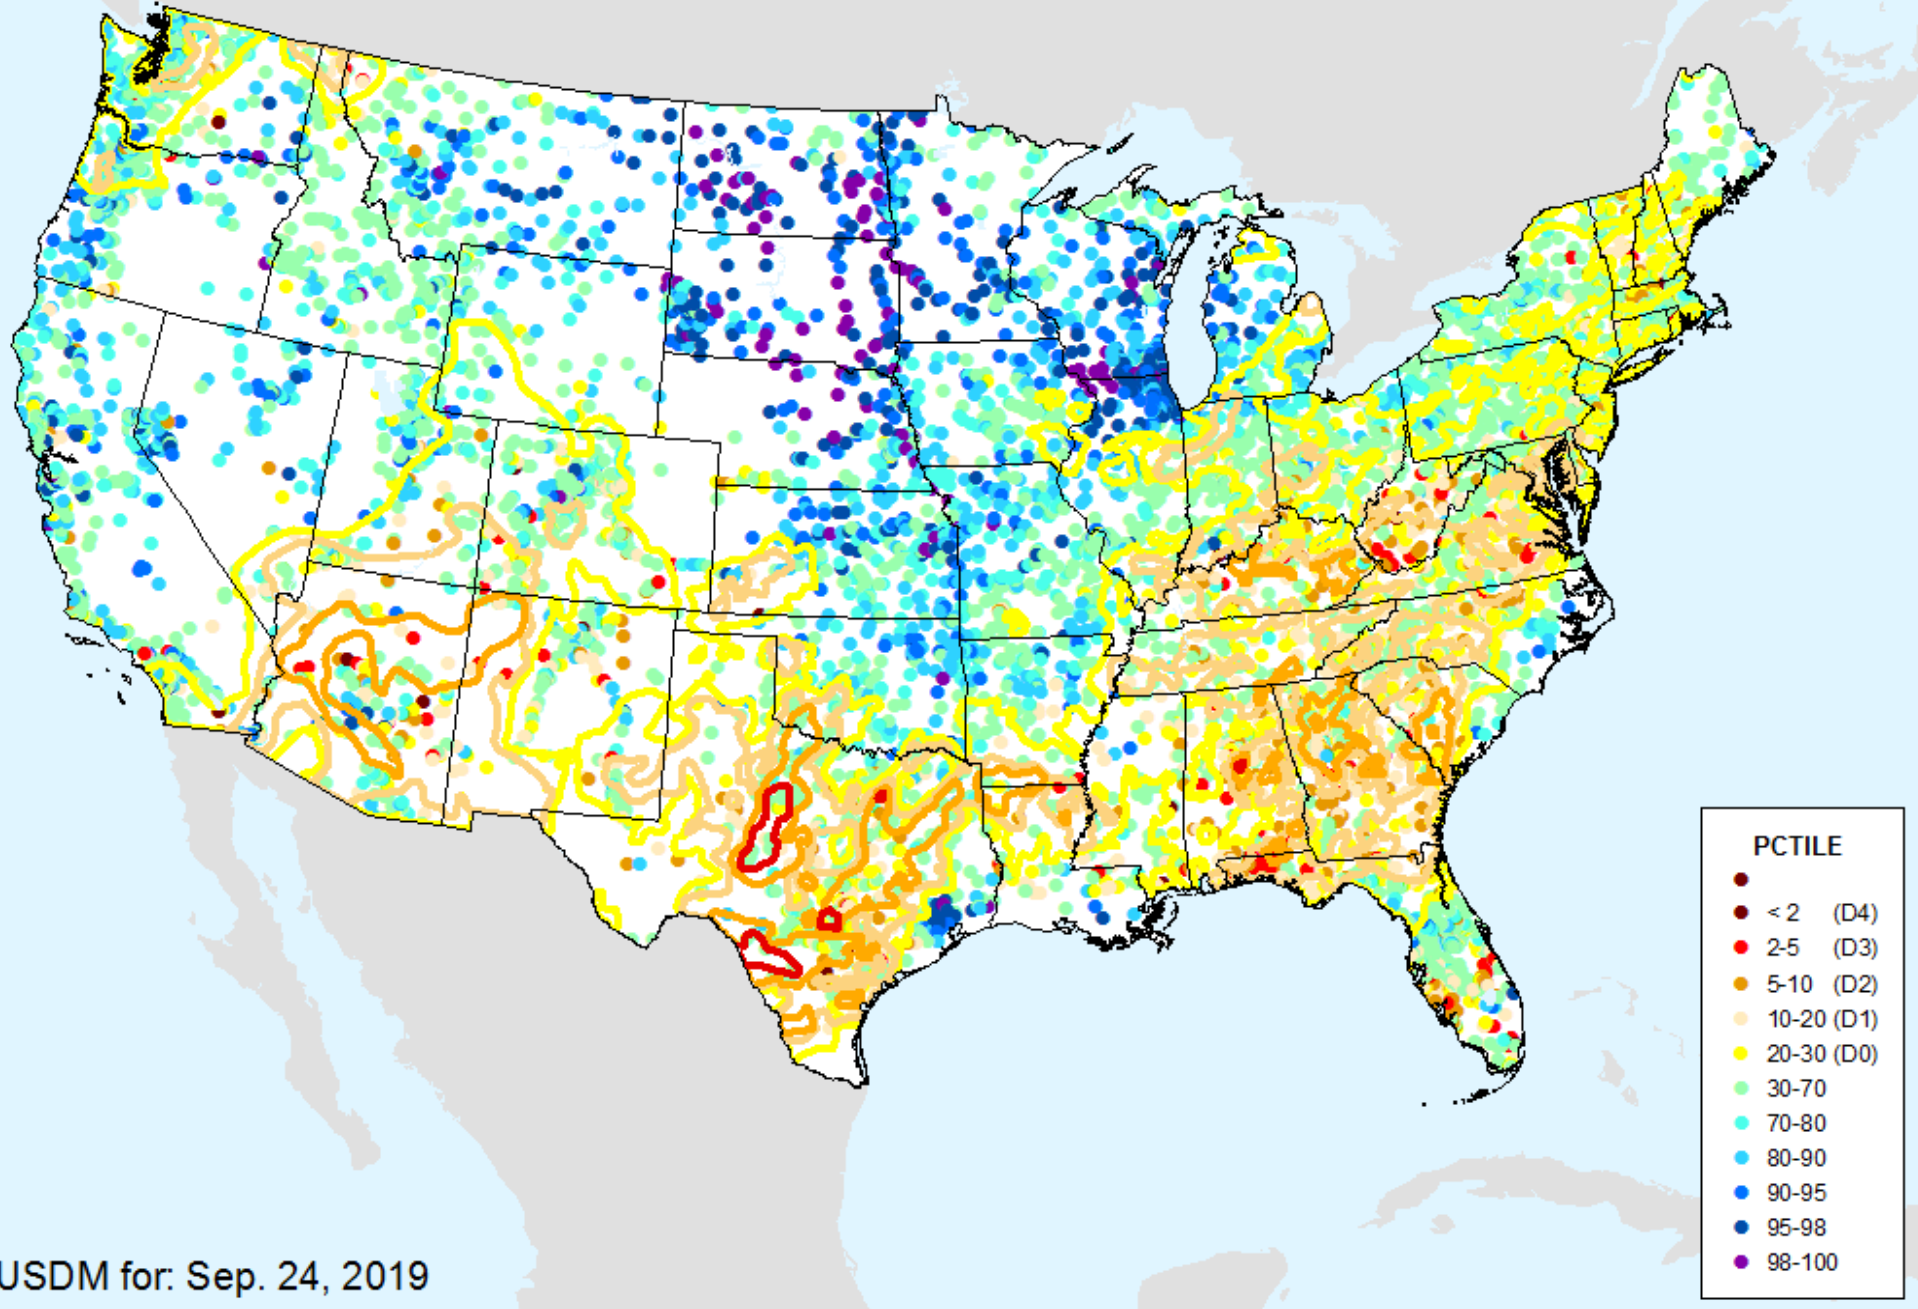 PCTILE
< 2 (D4)
2-5 (D3)
5-10 (D2)
10-20 (D1)
20-30 (D0)
30-70
70-80
80-90
90-95
95-98
98-100
USDM for: Sep. 24, 2019